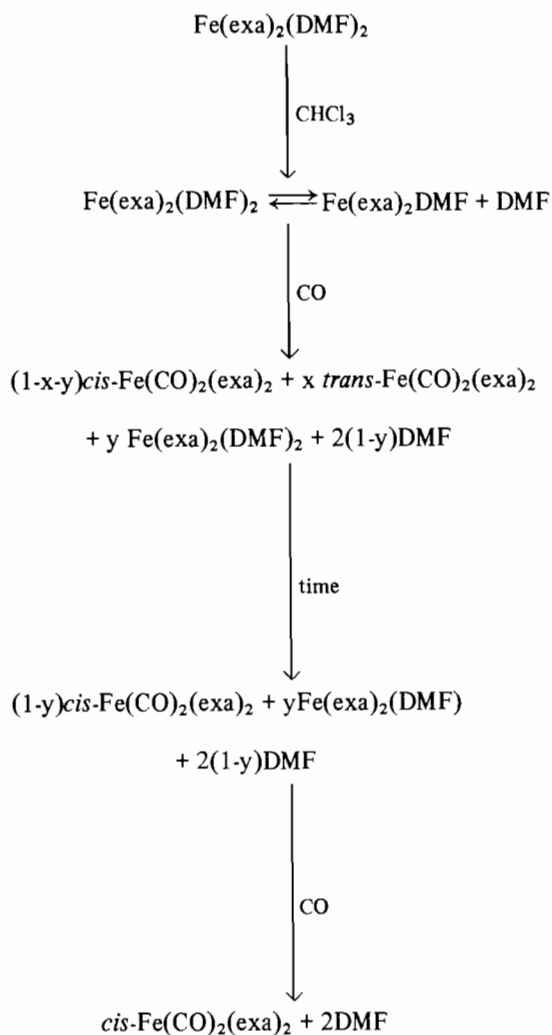 Fe(exa)₂(DMF)₂
CHCl₃
Fe(exa)₂(DMF)₂ ⇌ Fe(exa)₂DMF + DMF
CO
(1-x-y)cis-Fe(CO)₂(exa)₂ + x trans-Fe(CO)₂(exa)₂
+ y Fe(exa)₂(DMF)₂ + 2(1-y)DMF
time
(1-y)cis-Fe(CO)₂(exa)₂ + yFe(exa)₂(DMF)
+ 2(1-y)DMF
CO
cis-Fe(CO)₂(exa)₂ + 2DMF